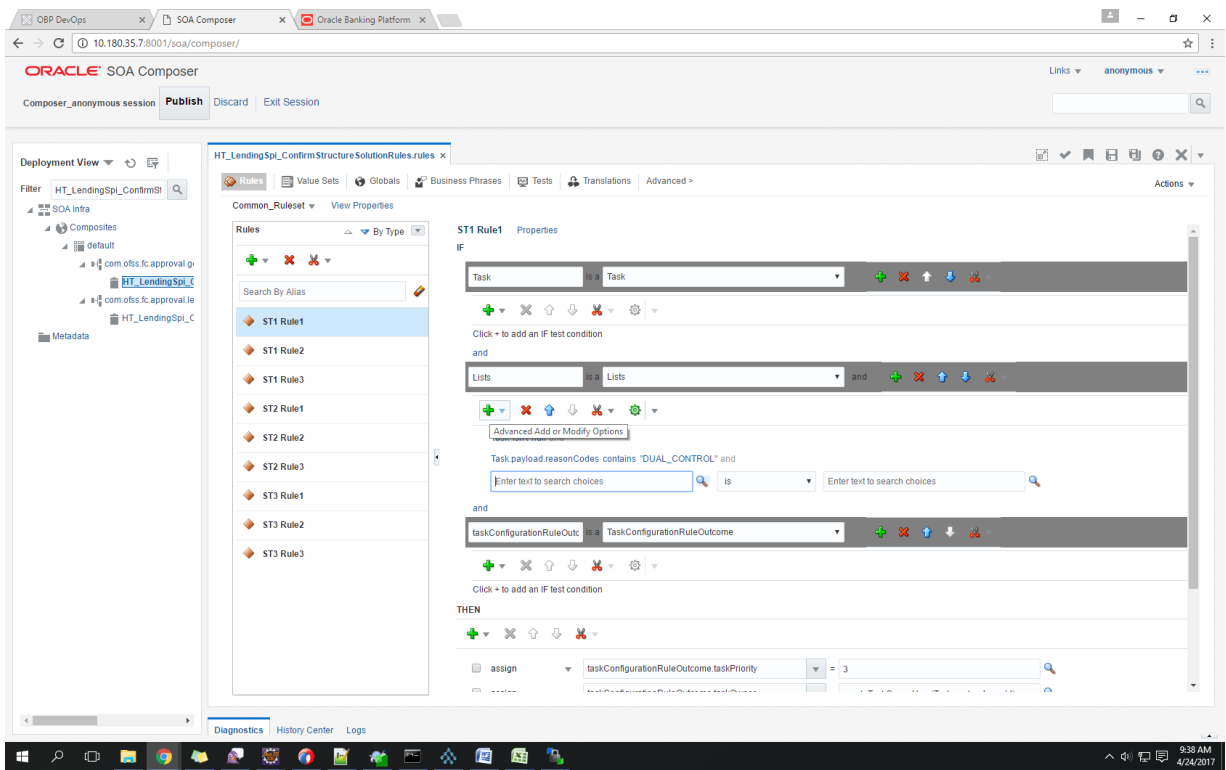 OBP DevOps × SOA Composer × Oracle Banking Platform ×
10.180.35.7:8001/soa/composer/
ORACLE® SOA Composer Links anonymous
Composer_anonymous session Publish Discard Exit Session
Deployment View
Filter HT_LendingSpi_ConfirmSt
SOA Infra
Composites
default
com.ofss.fc.approval.g
HT_LendingSpi_C
com.ofss.fc.approval.le
HT_LendingSpi_C
Metadata
HT_LendingSpi_ConfirmStructureSolutionRules.rules ×
Rules Value Sets Globals Business Phrases Tests Translations Advanced > Actions
Common_Ruleset View Properties
Rules By Type
Search By Alias
ST1 Rule1
ST1 Rule2
ST1 Rule3
ST2 Rule1
ST2 Rule2
ST2 Rule3
ST3 Rule1
ST3 Rule2
ST3 Rule3
ST1 Rule1 Properties
IF
Task is a Task
Click + to add an IF test condition
and
Lists is a Lists and
Advanced Add or Modify Options
Task.payload.reasonCodes contains "DUAL_CONTROL" and
Enter text to search choices is Enter text to search choices
and
taskConfigurationRuleOutc is a TaskConfigurationRuleOutcome
Click + to add an IF test condition
THEN
assign taskConfigurationRuleOutcome.taskPriority = 3
Diagnostics History Center Logs
9:38 AM
4/24/2017